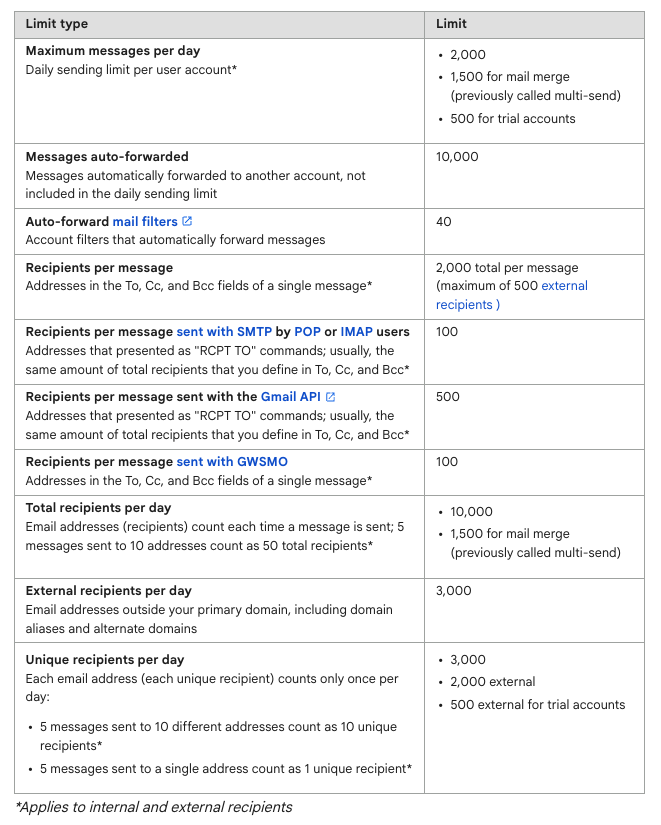 Limit type
Limit
Maximum messages per day
Daily sending limit per user account*
• 2,000
• 1,500 for mail merge
(previously called multi-send)
• 500 for trial accounts
Messages auto-forwarded
Messages automatically forwarded to another account, not
included in the daily sending limit
10,000
Auto-forward mail filters
Account filters that automatically forward messages
40
Recipients per message
Addresses in the To, Cc, and Bcc fields of a single message*
2,000 total per message
(maximum of 500 external
recipients )
Recipients per message sent with SMTP by POP or IMAP users
Addresses that presented as "RCPT TO" commands; usually, the
same amount of total recipients that you define in To, Cc, and Bcc*
100
Recipients per message sent with the Gmail API
Addresses that presented as "RCPT TO" commands; usually, the
same amount of total recipients that you define in To, Cc, and Bcc*
500
Recipients per message sent with GWSMO
Addresses in the To, Cc, and Bcc fields of a single message*
100
Total recipients per day
Email addresses (recipients) count each time a message is sent; 5
messages sent to 10 addresses count as 50 total recipients*
• 10,000
• 1,500 for mail merge
(previously called multi-send)
External recipients per day
Email addresses outside your primary domain, including domain
aliases and alternate domains
3,000
Unique recipients per day
Each email address (each unique recipient) counts only once per
day:
• 5 messages sent to 10 different addresses count as 10 unique
recipients*
• 5 messages sent to a single address count as 1 unique recipient*
• 3,000
• 2,000 external
• 500 external for trial accounts
*Applies to internal and external recipients